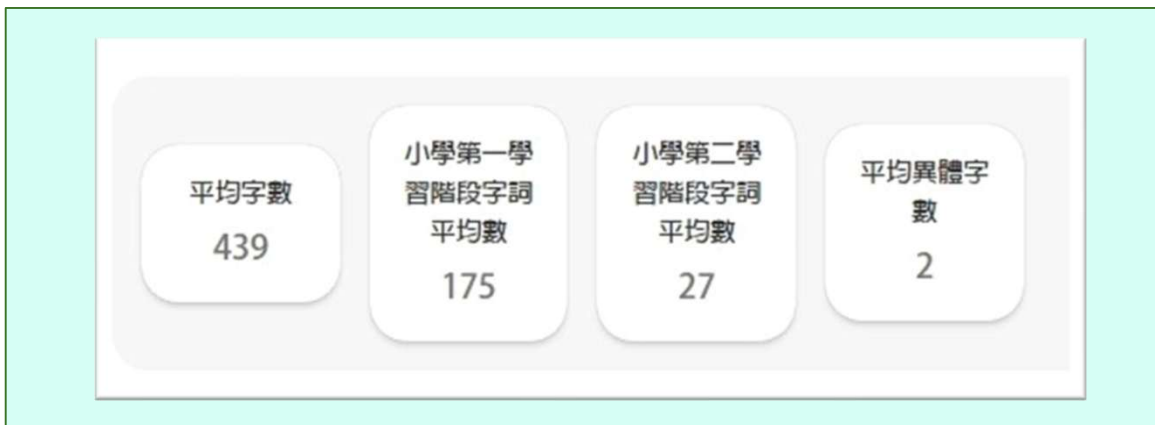 平均字數
439
小學第一學
習階段字詞
平均數
175
小學第二學
習階段字詞
平均數
27
平均異體字
數
2